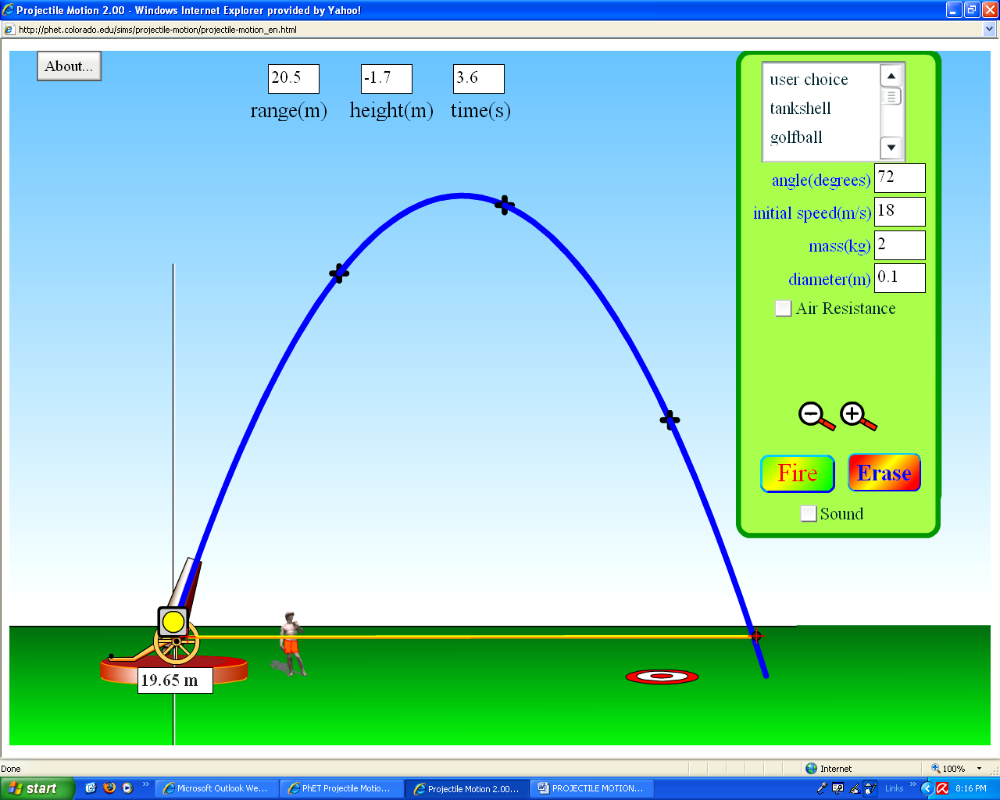 Projectile Motion 2.00 - Windows Internet Explorer provided by Yahoo!
http://phet.colorado.edu/sims/projectile-motion/projectile-motion_en.html
About...
20.5 -1.7 3.6
range(m) height(m) time(s)
user choice
tankshell
golfball
angle(degrees) 72
initial speed(m/s) 18
mass(kg) 2
diameter(m) 0.1
Air Resistance
Fire Erase
Sound
19.65 m
Done Internet 100%
start Microsoft Outlook We... PhET Projectile Motio... Projectile Motion 2.00... PROJECTILE MOTION... Links 8:16 PM